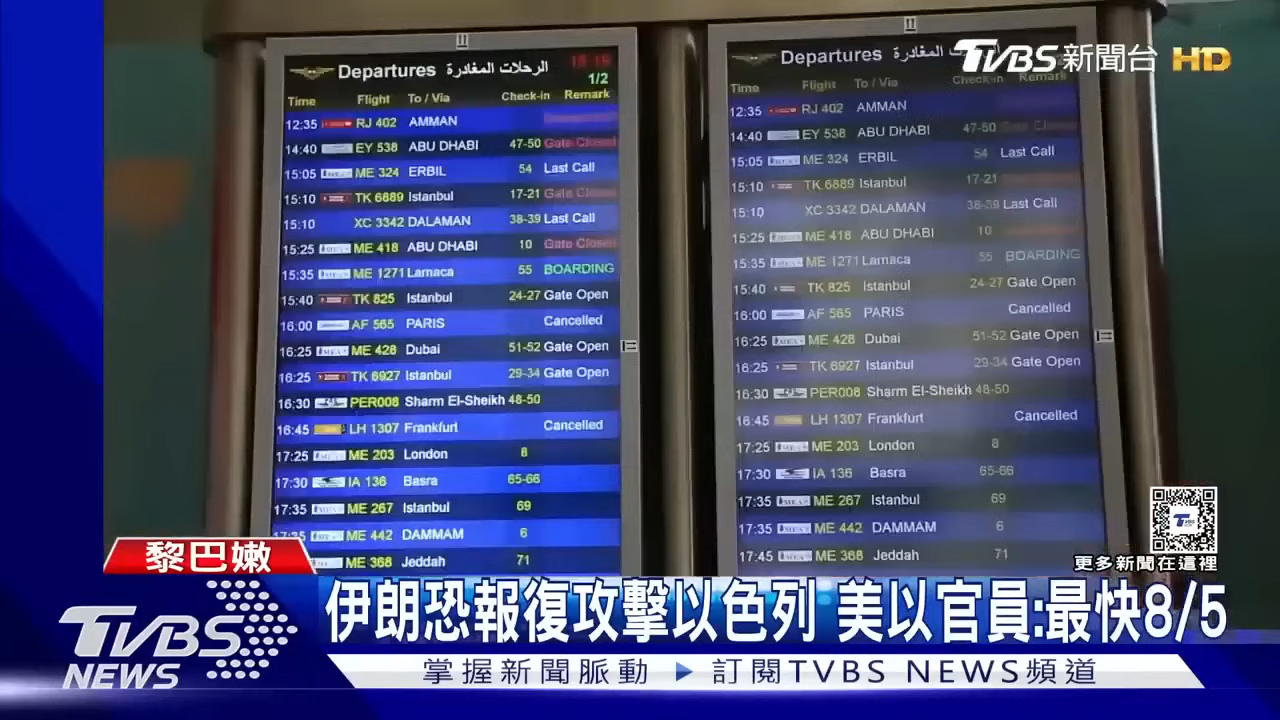 TVBS新聞台 HD
Departures الرحلات المغادرة
1/2
Time Flight To / Via Check-in Remark
12:35 RJ 402 AMMAN
14:40 EY 538 ABU DHABI 47-50 Gate Closed
15:05 ME 324 ERBIL 54 Last Call
15:10 TK 6889 Istanbul 17-21 Gate Closed
15:10 XC 3342 DALAMAN 38-39 Last Call
15:25 ME 418 ABU DHABI 10 Gate Closed
15:35 ME 1271 Larnaca 55 BOARDING
15:40 TK 825 Istanbul 24-27 Gate Open
16:00 AF 565 PARIS Cancelled
16:25 ME 428 Dubai 51-52 Gate Open
16:25 TK 6927 Istanbul 29-34 Gate Open
16:30 PER008 Sharm El-Sheikh 48-50
16:45 LH 1307 Frankfurt Cancelled
17:25 ME 203 London 8
17:30 IA 136 Basra 65-66
17:35 ME 267 Istanbul 69
17:35 ME 442 DAMMAM 6
ME 368 Jeddah 71
Departures الرحلات المغادرة
Time Flight To / Via Check-in Remark
12:35 RJ 402 AMMAN
14:40 EY 538 ABU DHABI 47-50 Gate Closed
15:05 ME 324 ERBIL 54 Last Call
15:10 TK 6889 Istanbul 17-21
15:10 XC 3342 DALAMAN 38-39 Last Call
15:25 ME 418 ABU DHABI 10
15:35 ME 1271 Larnaca 55 BOARDING
15:40 TK 825 Istanbul 24-27 Gate Open
16:00 AF 565 PARIS Cancelled
16:25 ME 428 Dubai 51-52 Gate Open
16:25 TK 6927 Istanbul 29-34 Gate Open
16:30 PER008 Sharm El-Sheikh 48-50
16:45 LH 1307 Frankfurt Cancelled
17:25 ME 203 London 8
17:30 IA 136 Basra 65-66
17:35 ME 267 Istanbul 69
17:35 ME 442 DAMMAM 6
17:45 ME 368 Jeddah 71
更多新聞在這裡
黎巴嫩
伊朗恐報復攻擊以色列 美以官員:最快8/5
TVBS NEWS
掌握新聞脈動 ▶ 訂閱TVBS NEWS頻道